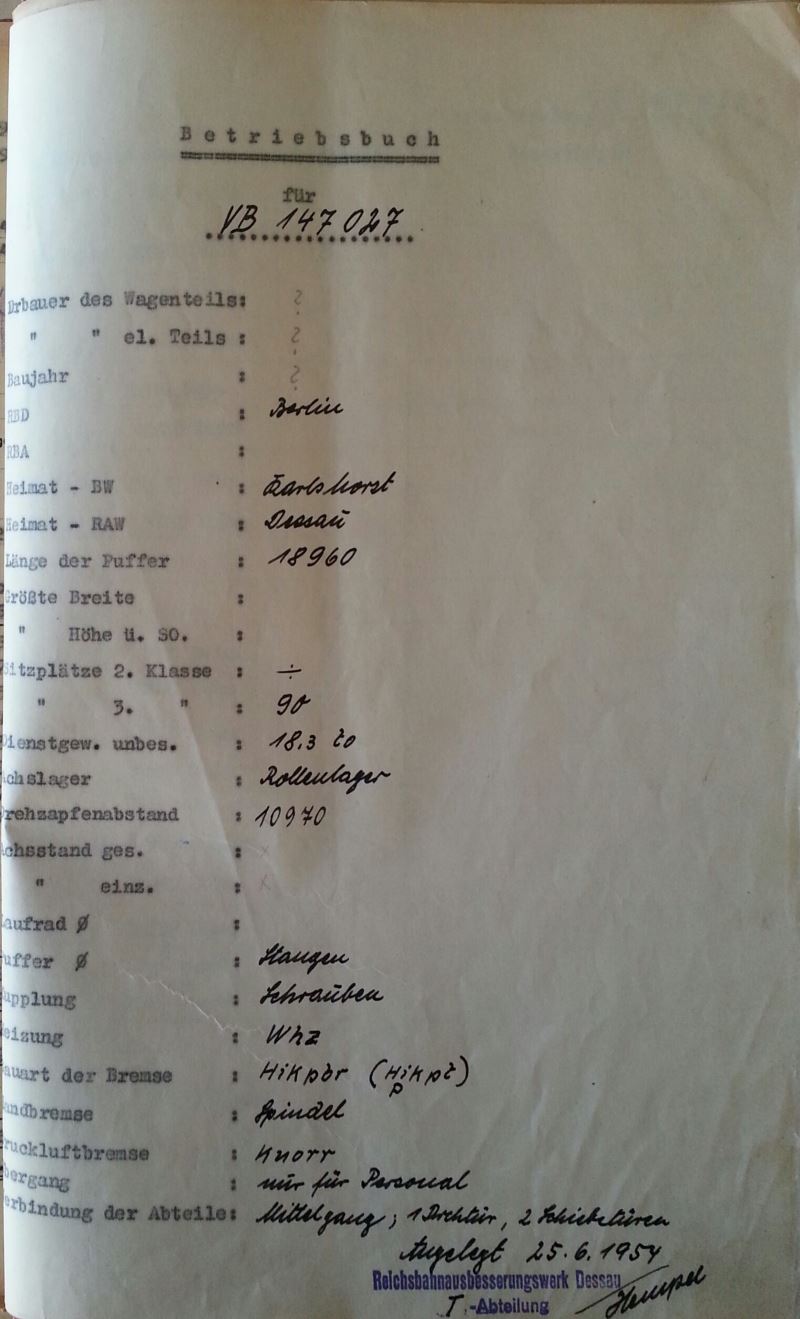 Betriebsbuch
für
VB 147 027
Erbauer des Wagenteils: ?
" " el. Teils : ?
Baujahr : ?
RBD : Berlin
RBA :
Heimat - BW : Karlshorst
Heimat - RAW : Dessau
Länge der Puffer : 18960
Größte Breite :
" Höhe ü. SO. :
Sitzplätze 2. Klasse : ÷
" 3. " : 90
Dienstgew. unbes. : 18,3 to
Achslager : Rollenlager
Drehzapfenabstand : 10970
Achsstand ges. : x
" einz. : x
Laufrad Ø :
Puffer Ø : Stangen
Kupplung : Schrauben
Heizung : Whz
Bauart der Bremse : Hikpbr
Handbremse : Spindel
Druckluftbremse : Knorr
Übergang : nur für Personal
Verbindung der Abteile: Mittelgang, 1 Drehtür, 2 Schiebetüren
Angelegt 25.6.1954
Reichsbahnausbesserungswerk Dessau
T.-Abteilung Hempel